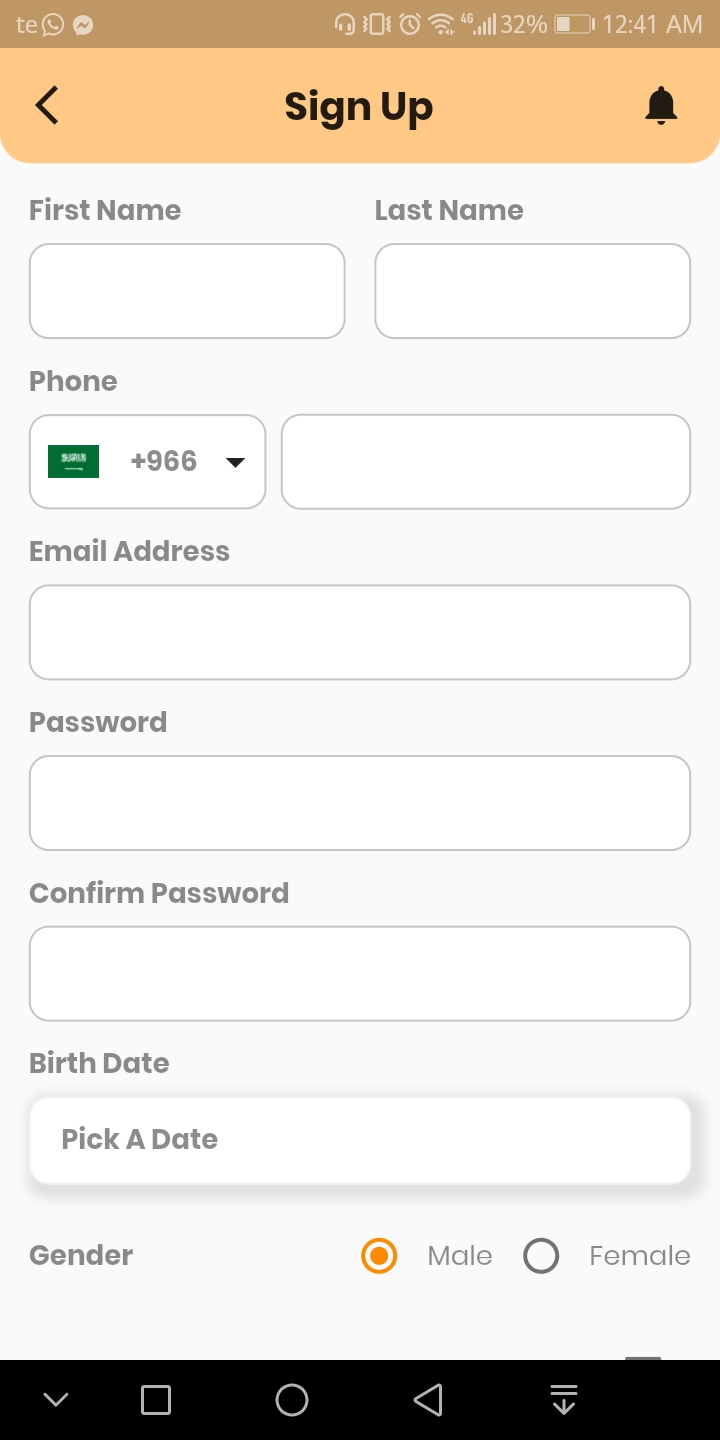 te 4G 32% 12:41 AM
Sign Up
First Name Last Name
Phone
+966
Email Address
Password
Confirm Password
Birth Date
Pick A Date
Gender Male Female